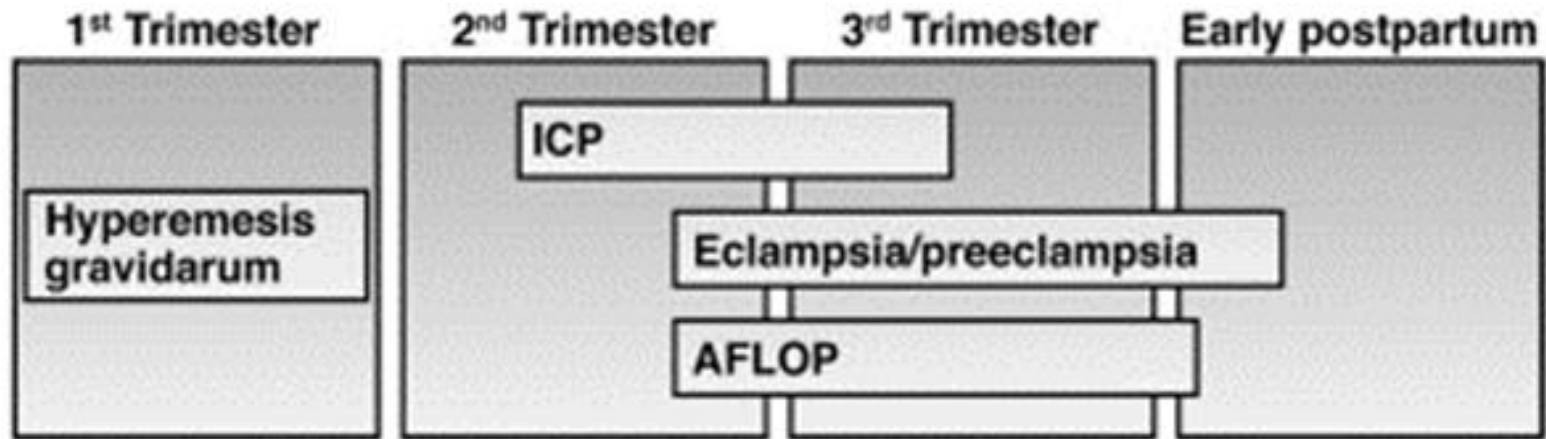 1st Trimester 2nd Trimester 3rd Trimester Early postpartum
ICP
Hyperemesis
gravidarum
Eclampsia/preeclampsia
AFLOP